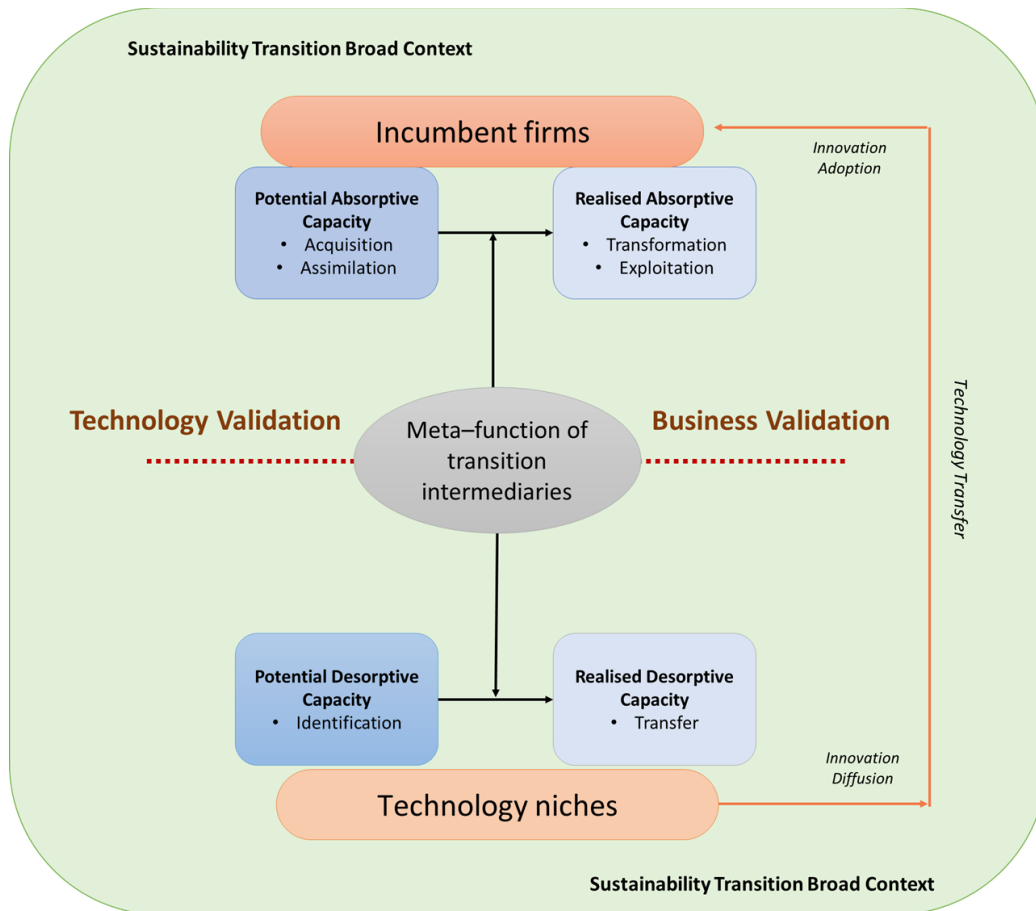 Sustainability Transition Broad Context
Incumbent firms
Innovation
Adoption
Potential Absorptive
Capacity
• Acquisition
• Assimilation
Realised Absorptive
Capacity
• Transformation
• Exploitation
Technology Validation
Meta–function of
transition
intermediaries
Business Validation
Technology Transfer
Potential Desorptive
Capacity
• Identification
Realised Desorptive
Capacity
• Transfer
Innovation
Diffusion
Technology niches
Sustainability Transition Broad Context